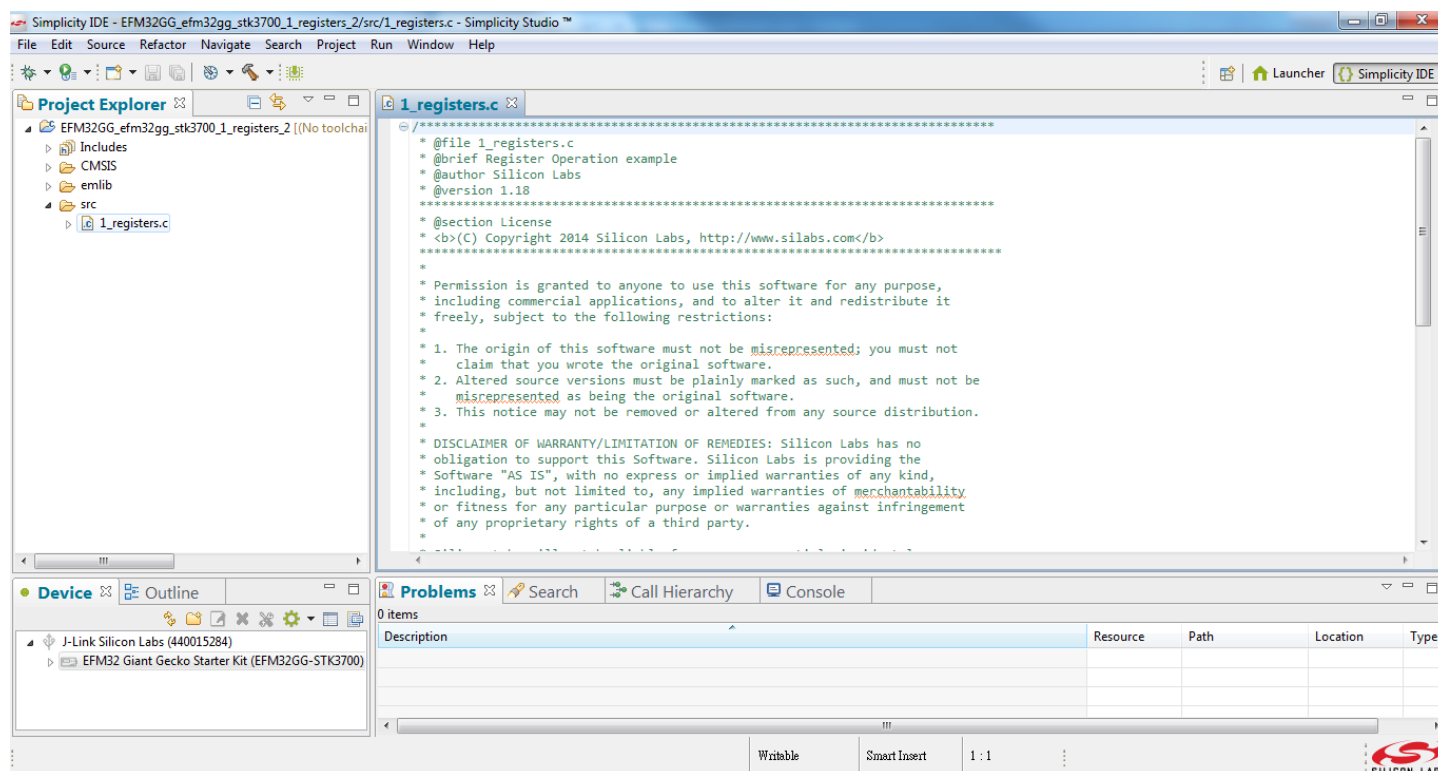 Simplicity IDE - EFM32GG_efm32gg_stk3700_1_registers_2/src/1_registers.c - Simplicity Studio ™
File Edit Source Refactor Navigate Search Project Run Window Help
Launcher Simplicity IDE
Project Explorer
EFM32GG_efm32gg_stk3700_1_registers_2 [(No toolchai
Includes
CMSIS
emlib
src
1_registers.c
1_registers.c
/******************************************************************************
* @file 1_registers.c
* @brief Register Operation example
* @author Silicon Labs
* @version 1.18
******************************************************************************
* @section License
* <b>(C) Copyright 2014 Silicon Labs, http://www.silabs.com</b>
*******************************************************************************
*
* Permission is granted to anyone to use this software for any purpose,
* including commercial applications, and to alter it and redistribute it
* freely, subject to the following restrictions:
*
* 1. The origin of this software must not be misrepresented; you must not
*    claim that you wrote the original software.
* 2. Altered source versions must be plainly marked as such, and must not be
*    misrepresented as being the original software.
* 3. This notice may not be removed or altered from any source distribution.
*
* DISCLAIMER OF WARRANTY/LIMITATION OF REMEDIES: Silicon Labs has no
* obligation to support this Software. Silicon Labs is providing the
* Software "AS IS", with no express or implied warranties of any kind,
* including, but not limited to, any implied warranties of merchantability
* or fitness for any particular purpose or warranties against infringement
* of any proprietary rights of a third party.
*
Device Outline
J-Link Silicon Labs (440015284)
EFM32 Giant Gecko Starter Kit (EFM32GG-STK3700)
Problems Search Call Hierarchy Console
0 items
Description Resource Path Location Type
Writable Smart Insert 1 : 1